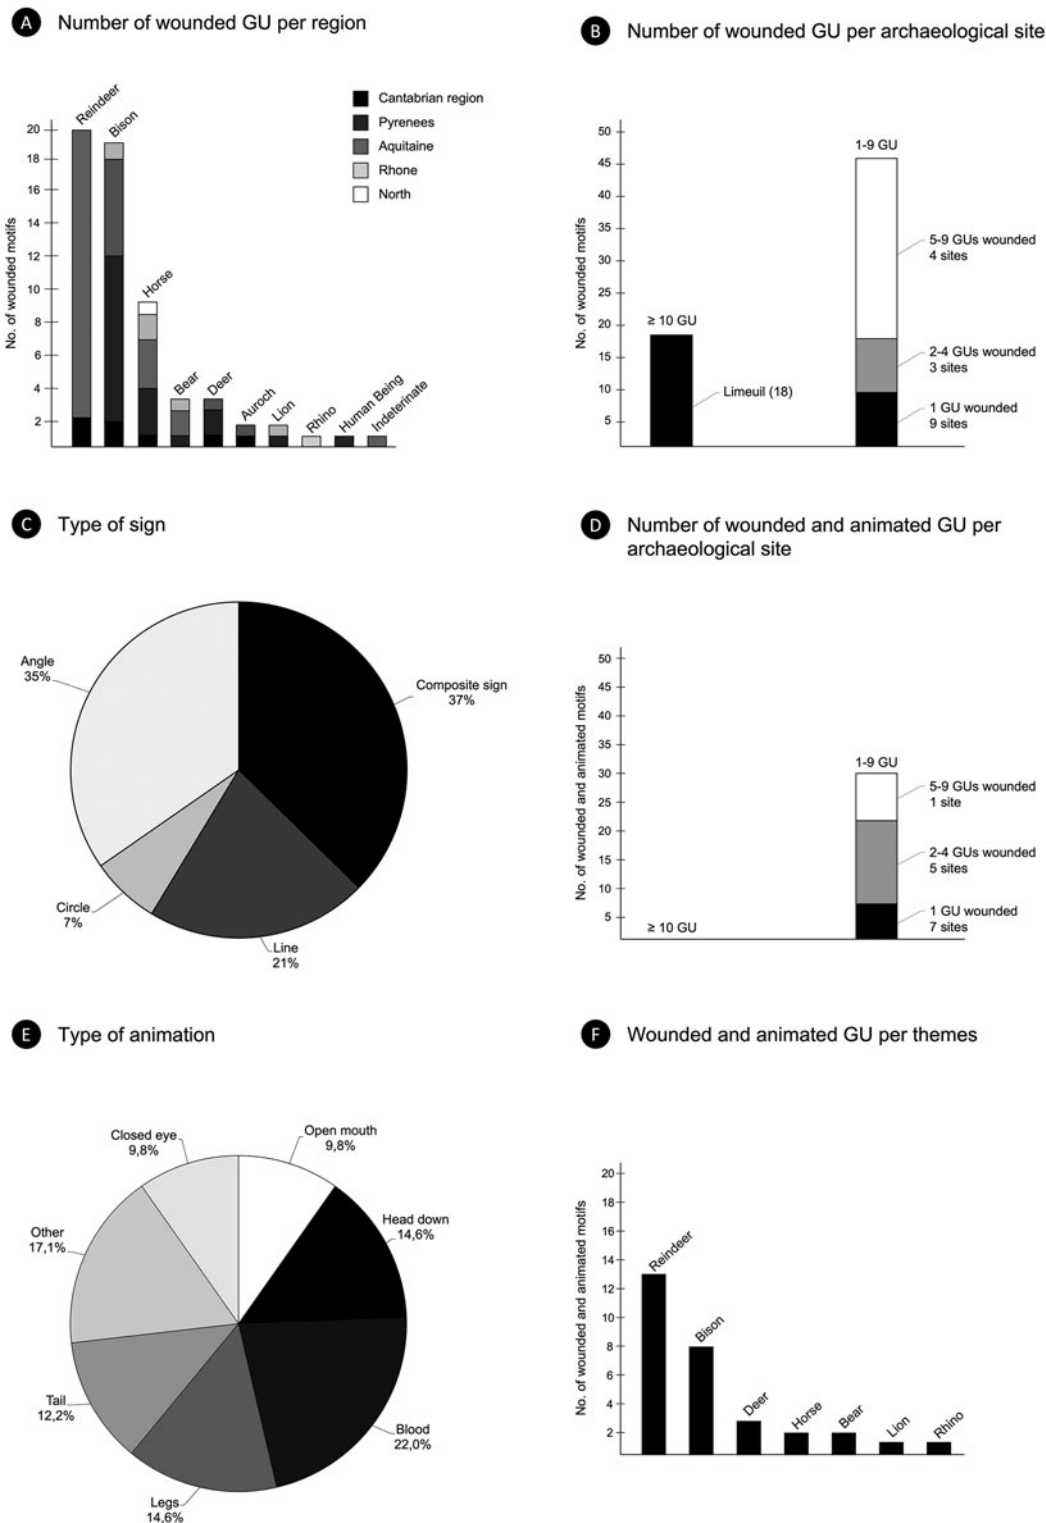 A Number of wounded GU per region
No. of wounded motifs
20
18
16
14
12
10
8
6
4
2
Reindeer
Bison
Horse
Bear
Deer
Auroch
Lion
Rhino
Human Being
Indeterinate
Cantabrian region
Pyrenees
Aquitaine
Rhone
North
B Number of wounded GU per archaeological site
No. of wounded motifs
50
45
40
35
30
25
20
15
10
5
≥ 10 GU
Limeuil (18)
1-9 GU
5-9 GUs wounded
4 sites
2-4 GUs wounded
3 sites
1 GU wounded
9 sites
C Type of sign
Angle
35%
Composite sign
37%
Circle
7%
Line
21%
D Number of wounded and animated GU per
archaeological site
No. of wounded and animated motifs
50
45
40
35
30
25
20
15
10
5
≥ 10 GU
1-9 GU
5-9 GUs wounded
1 site
2-4 GUs wounded
5 sites
1 GU wounded
7 sites
E Type of animation
Closed eye
9,8%
Open mouth
9,8%
Head down
14,6%
Other
17,1%
Tail
12,2%
Blood
22,0%
Legs
14,6%
F Wounded and animated GU per themes
No. of wounded and animated motifs
20
18
16
14
12
10
8
6
4
2
Reindeer
Bison
Deer
Horse
Bear
Lion
Rhino